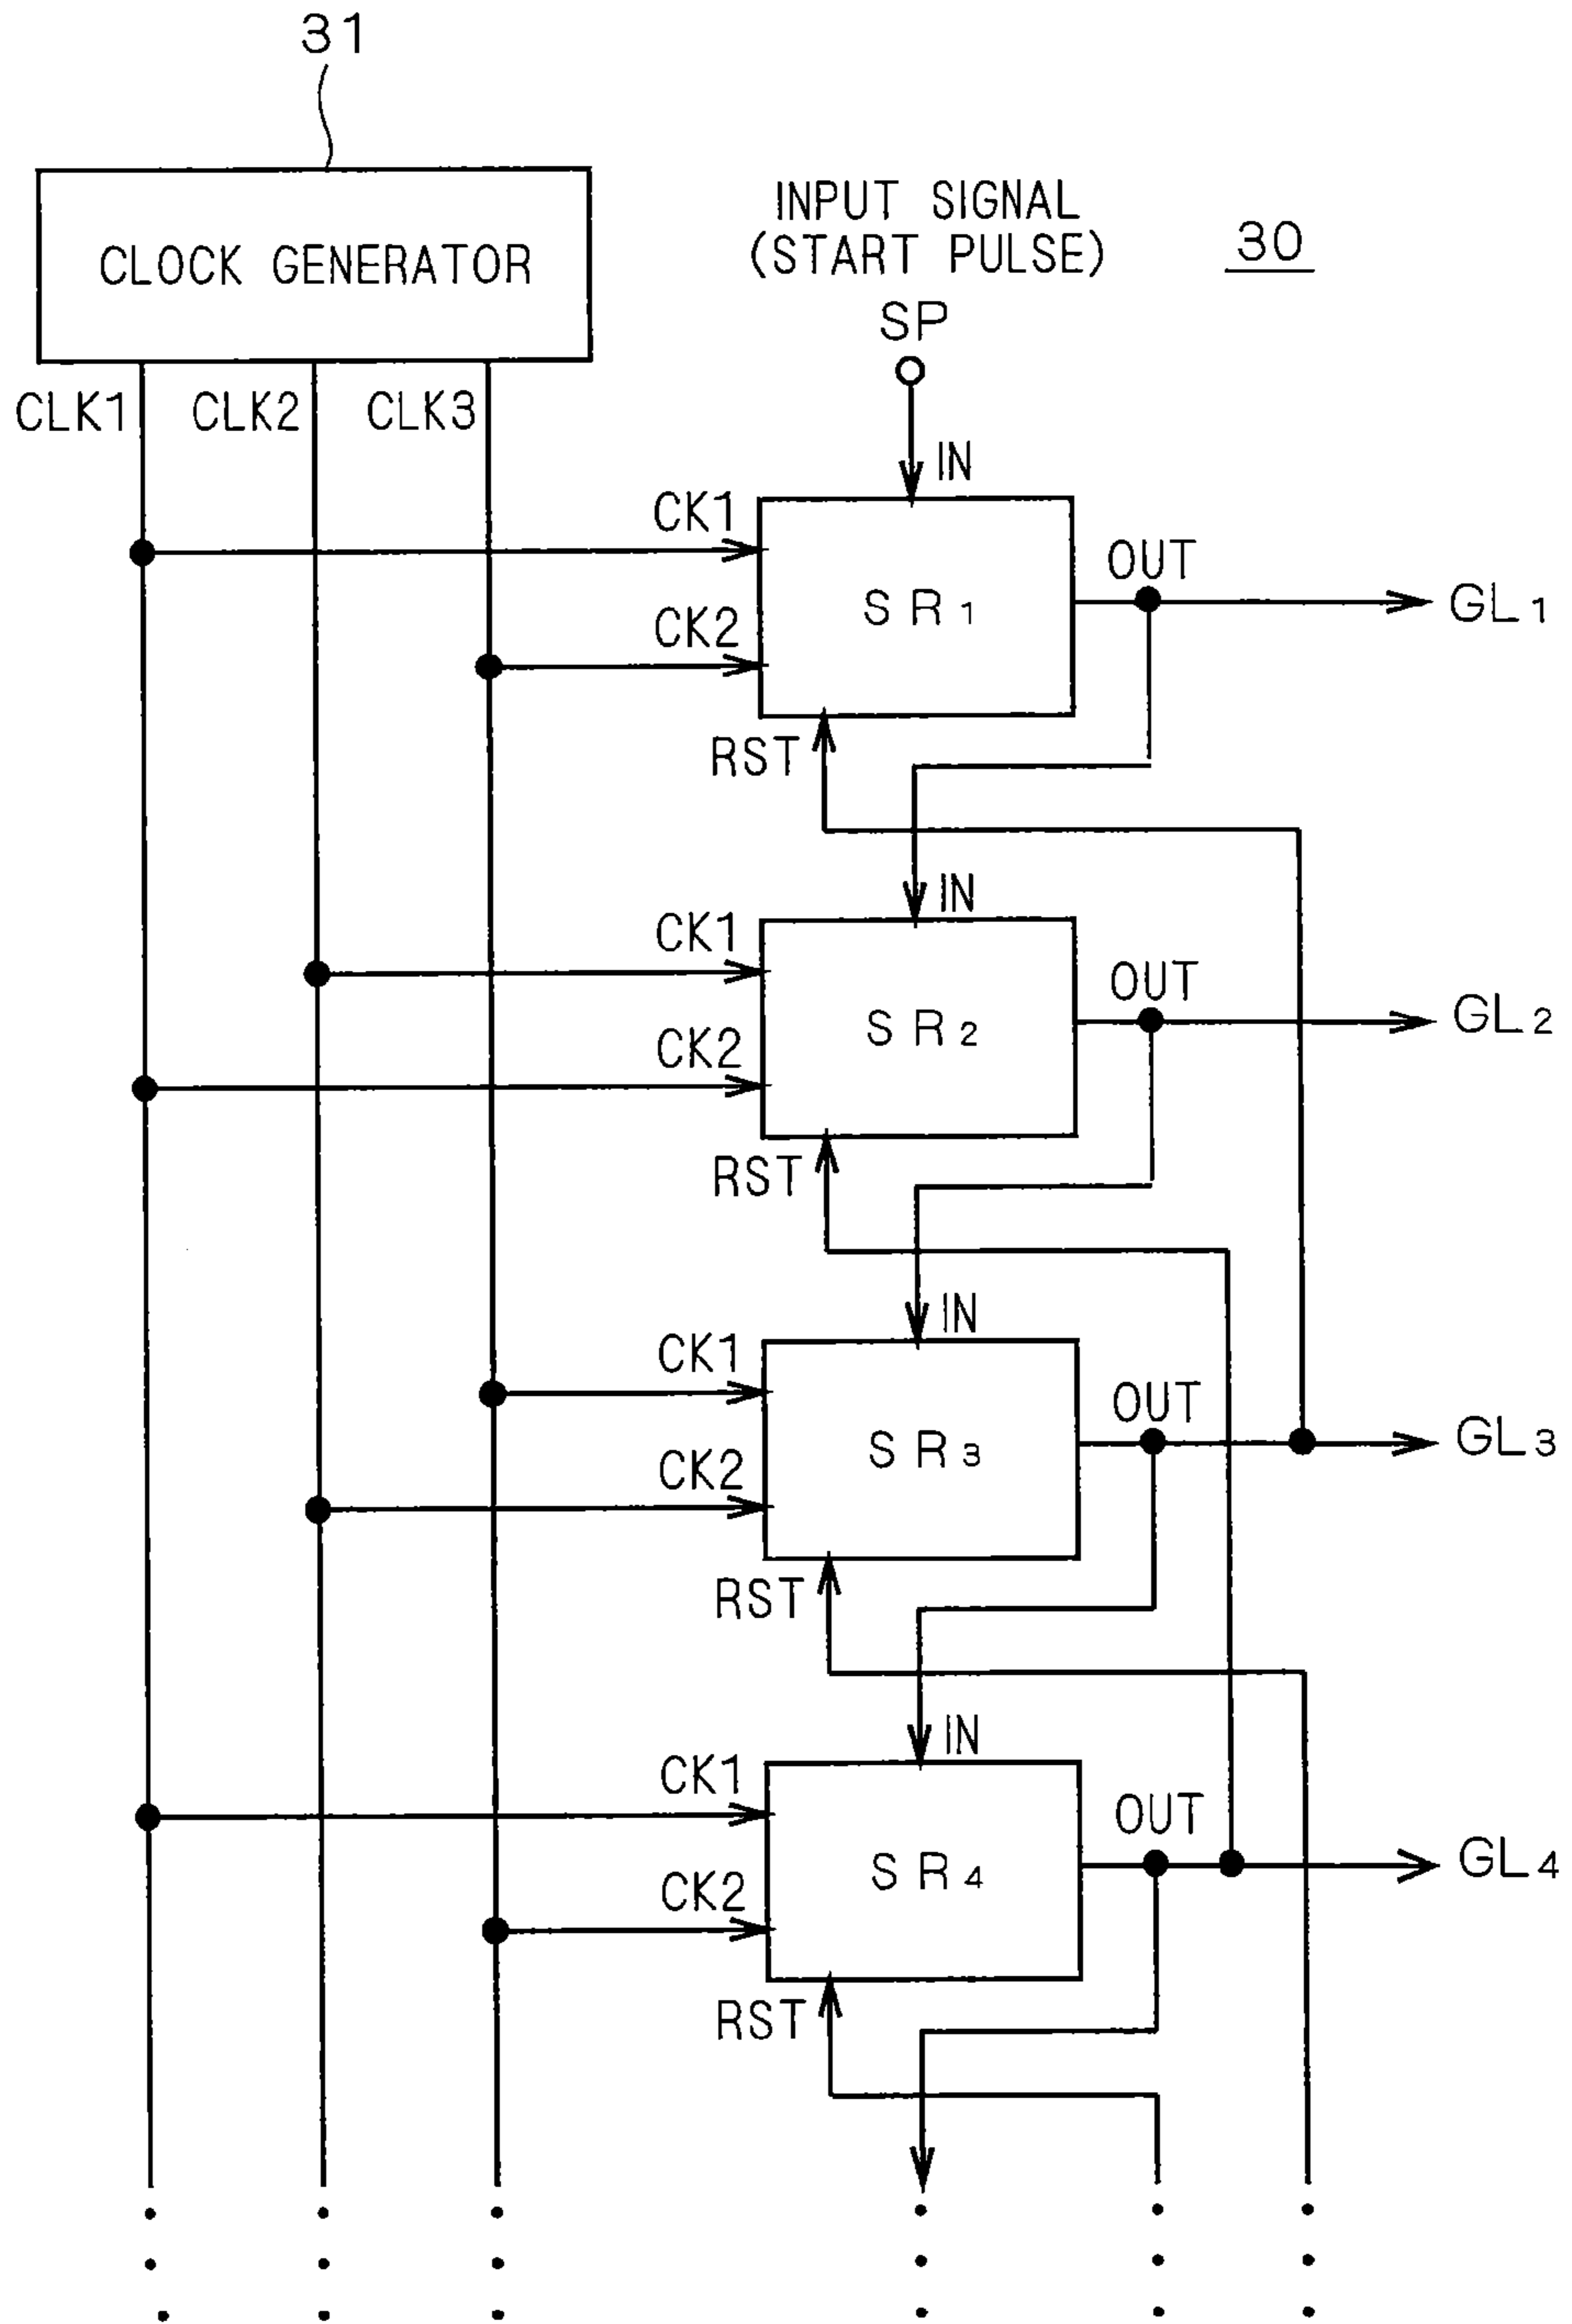 31
CLOCK GENERATOR
INPUT SIGNAL
(START PULSE)
30
SP
CLK1
CLK2
CLK3
IN
CK1
OUT
SR1
GL1
CK2
RST
IN
CK1
OUT
SR2
GL2
CK2
RST
IN
CK1
OUT
SR3
GL3
CK2
RST
IN
CK1
OUT
SR4
GL4
CK2
RST